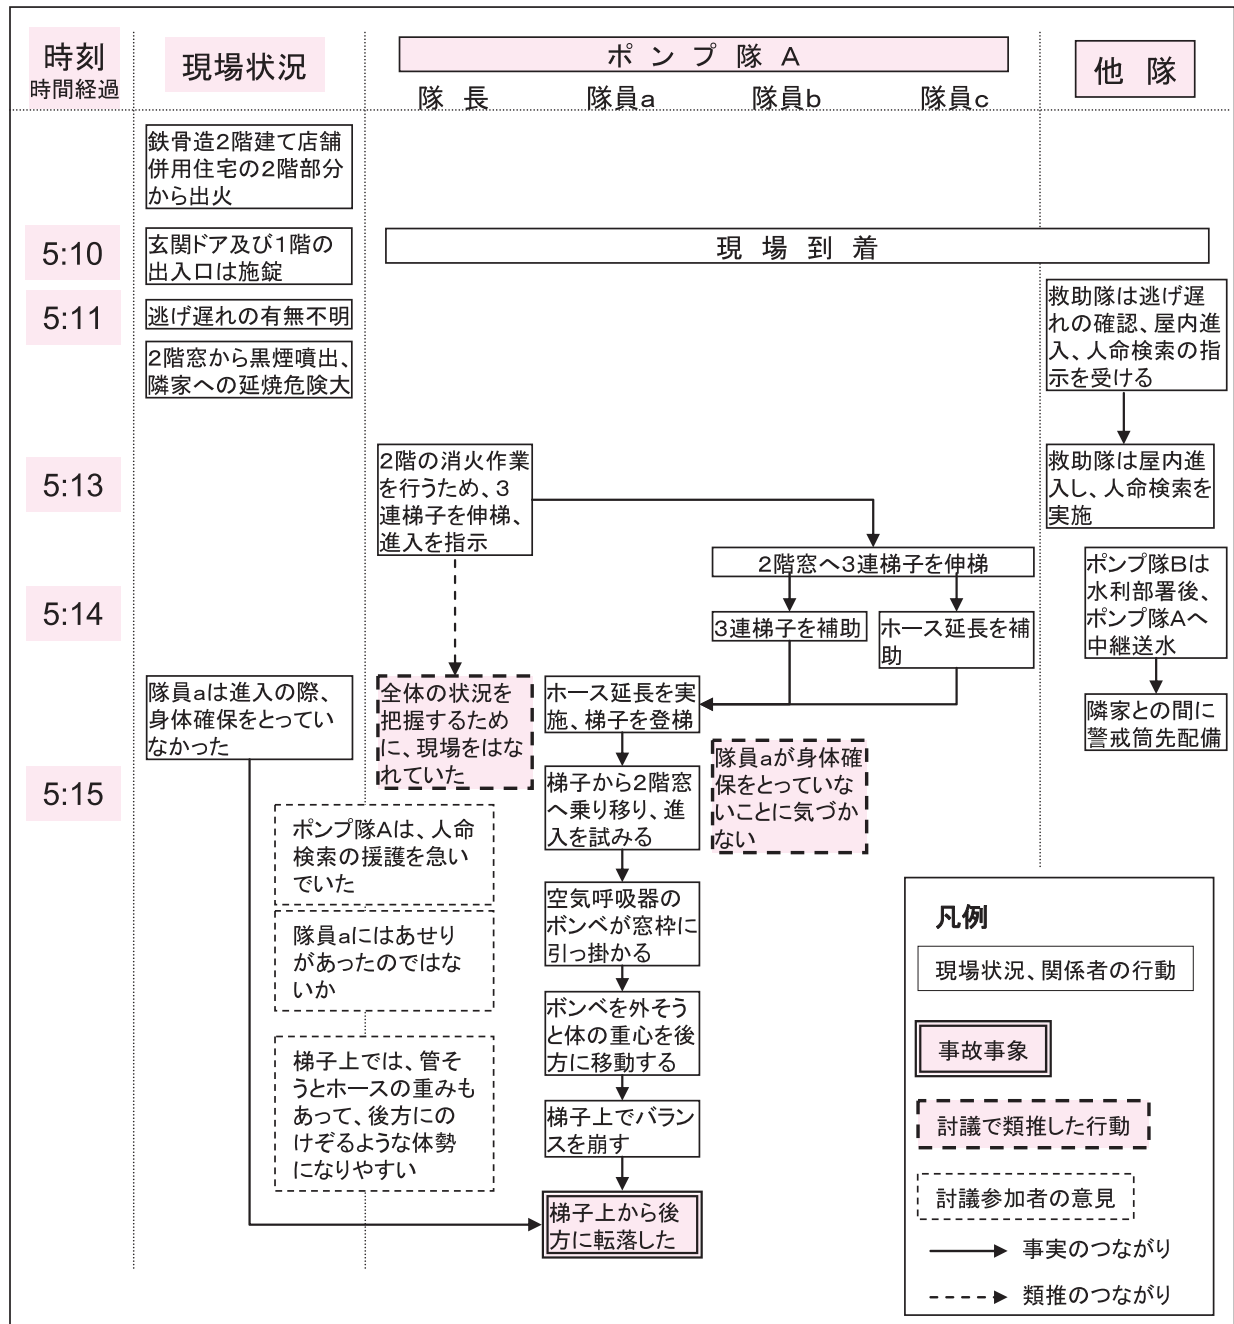 時刻
時間経過
現場状況
ポンプ隊A
他隊
隊長
隊員a
隊員b
隊員c
鉄骨造2階建て店舗
併用住宅の2階部分
から出火
5:10
玄関ドア及び1階の
出入口は施錠
現場到着
5:11
逃げ遅れの有無不明
2階窓から黒煙噴出、
隣家への延焼危険大
救助隊は逃げ遅
れの確認、屋内進
入、人命検索の指
示を受ける
5:13
2階の消火作業
を行うため、3
連梯子を伸梯、
進入を指示
救助隊は屋内進
入し、人命検索を
実施
2階窓へ3連梯子を伸梯
5:14
3連梯子を補助
ホース延長を補
助
ポンプ隊Bは
水利部署後、
ポンプ隊Aへ
中継送水
隊員aは進入の際、
身体確保をとってい
なかった
全体の状況を
把握するため
に、現場をはな
れていた
ホース延長を実
施、梯子を登梯
隣家との間に
警戒筒先配備
5:15
梯子から2階窓
へ乗り移り、進
入を試みる
隊員aが身体確
保をとっていな
いことに気づか
ない
ポンプ隊Aは、人命
検索の援護を急い
でいた
空気呼吸器の
ボンベが窓枠に
引っ掛かる
隊員aにはあせり
があったのではな
いか
ボンベを外そう
と体の重心を後
方に移動する
梯子上では、管そ
うとホースの重みも
あって、後方にの
けぞるような体勢
になりやすい
梯子上でバラン
スを崩す
梯子上から後
方に転落した
凡例
現場状況、関係者の行動
事故事象
討議で類推した行動
討議参加者の意見
事実のつながり
類推のつながり